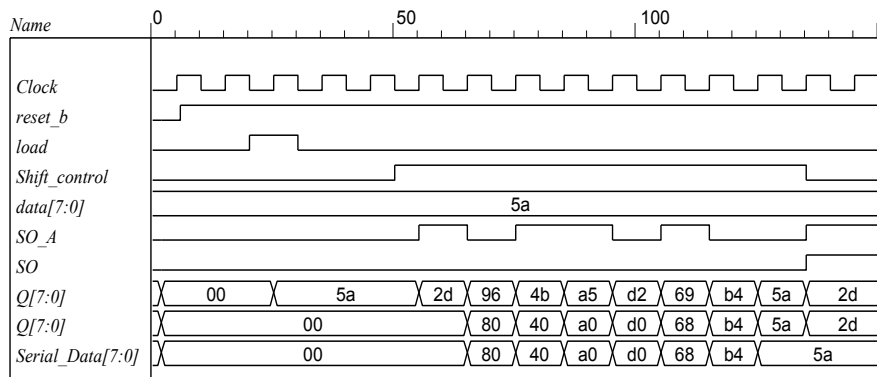 Name 0 50 100
Clock
reset_b
load
Shift_control
data[7:0] 5a
SO_A
SO
Q[7:0] 00 5a 2d 96 4b a5 d2 69 b4 5a 2d
Q[7:0] 00 80 40 a0 d0 68 b4 5a 2d
Serial_Data[7:0] 00 80 40 a0 d0 68 b4 5a